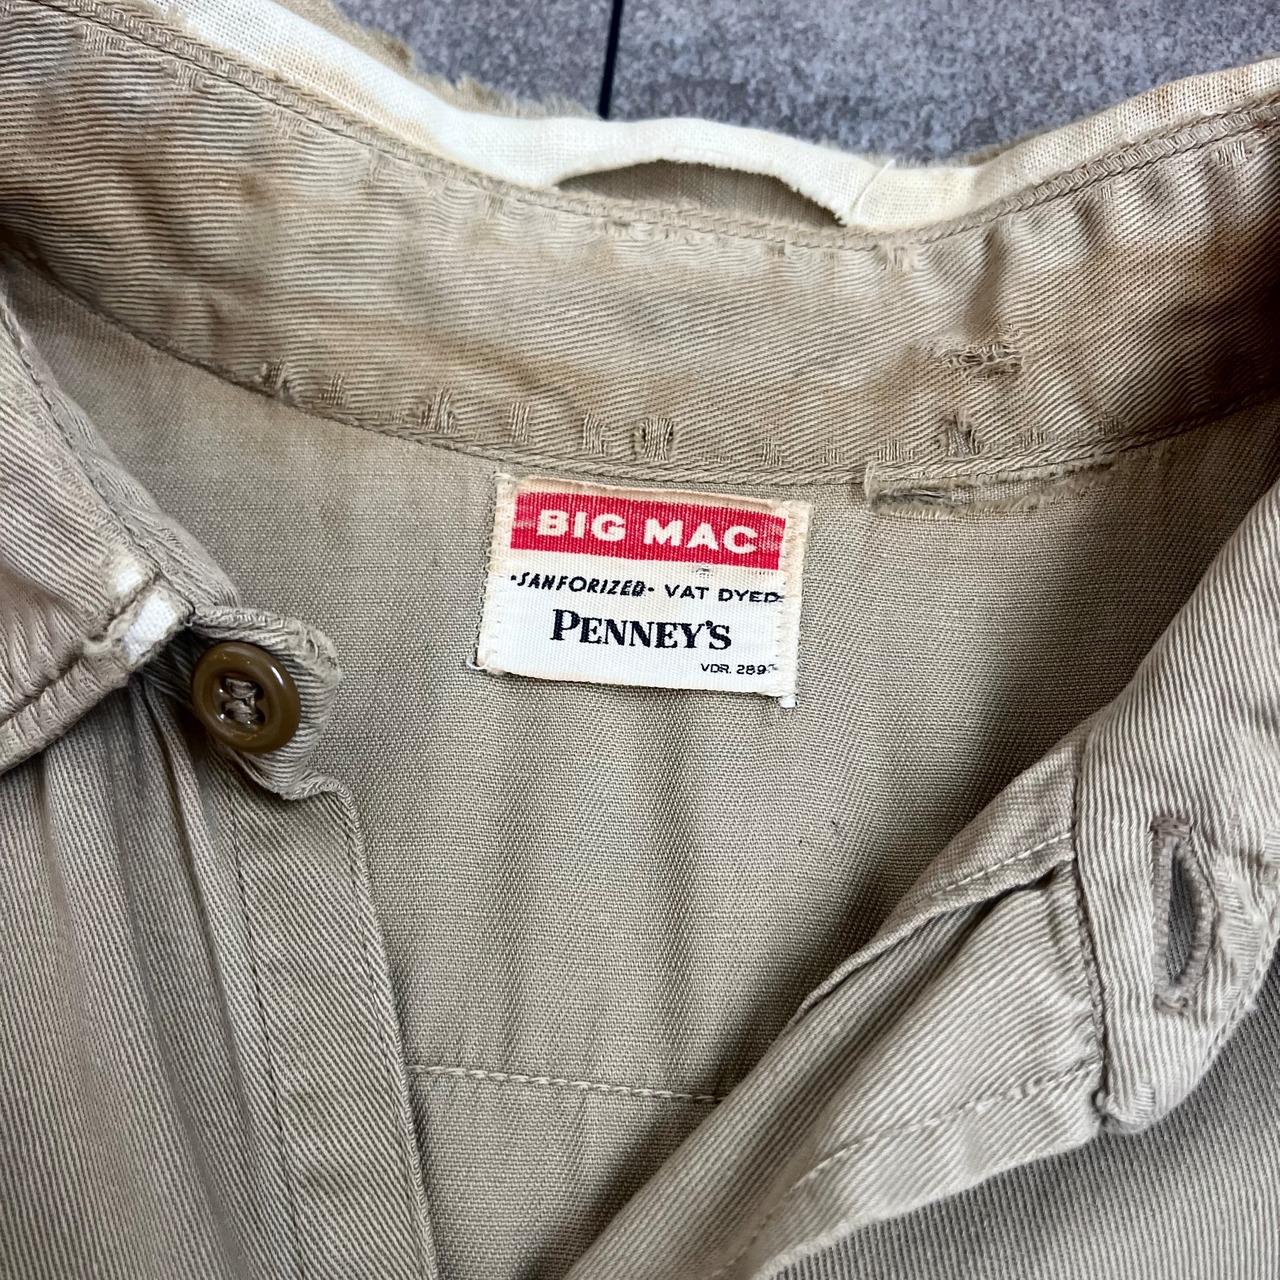 BIG MAC
•SANFORIZED• VAT DYED
PENNEY'S
VDR. 289